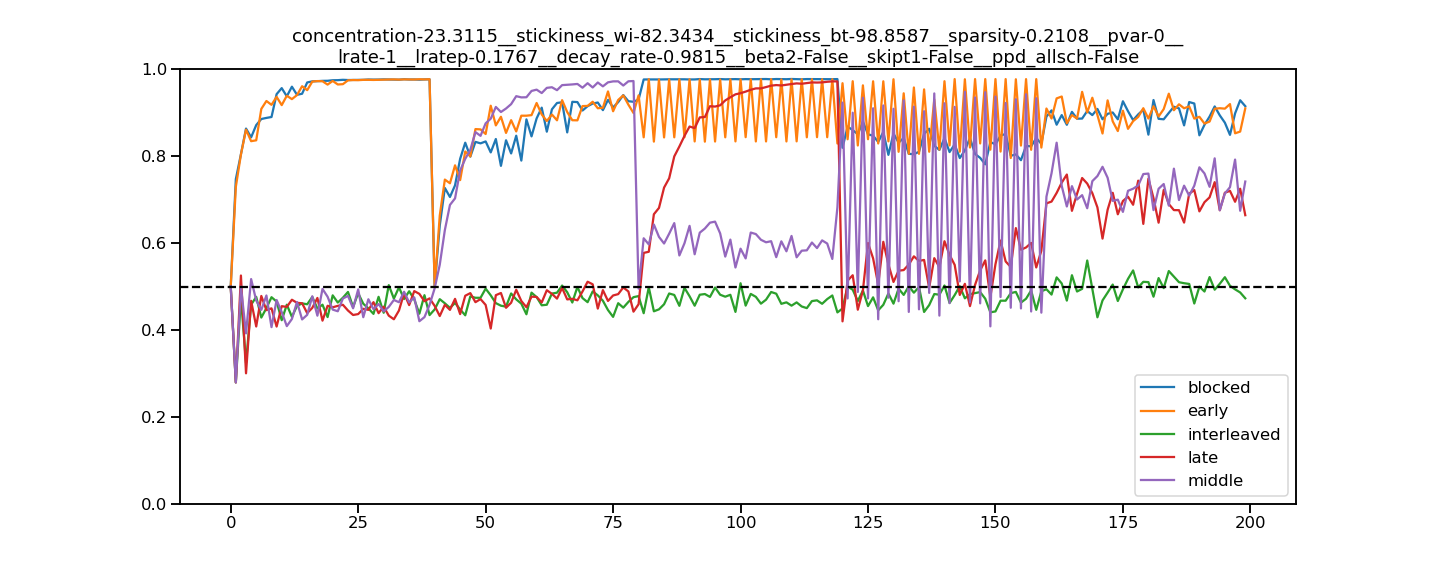 concentration-23.3115__stickiness_wi-82.3434__stickiness_bt-98.8587__sparsity-0.2108__pvar-0__
lrate-1__lratep-0.1767__decay_rate-0.9815__beta2-False__skipt1-False__ppd_allsch-False
1.0
0.8
0.6
0.4
0.2
0.0
0 25 50 75 100 125 150 175 200
blocked
early
interleaved
late
middle